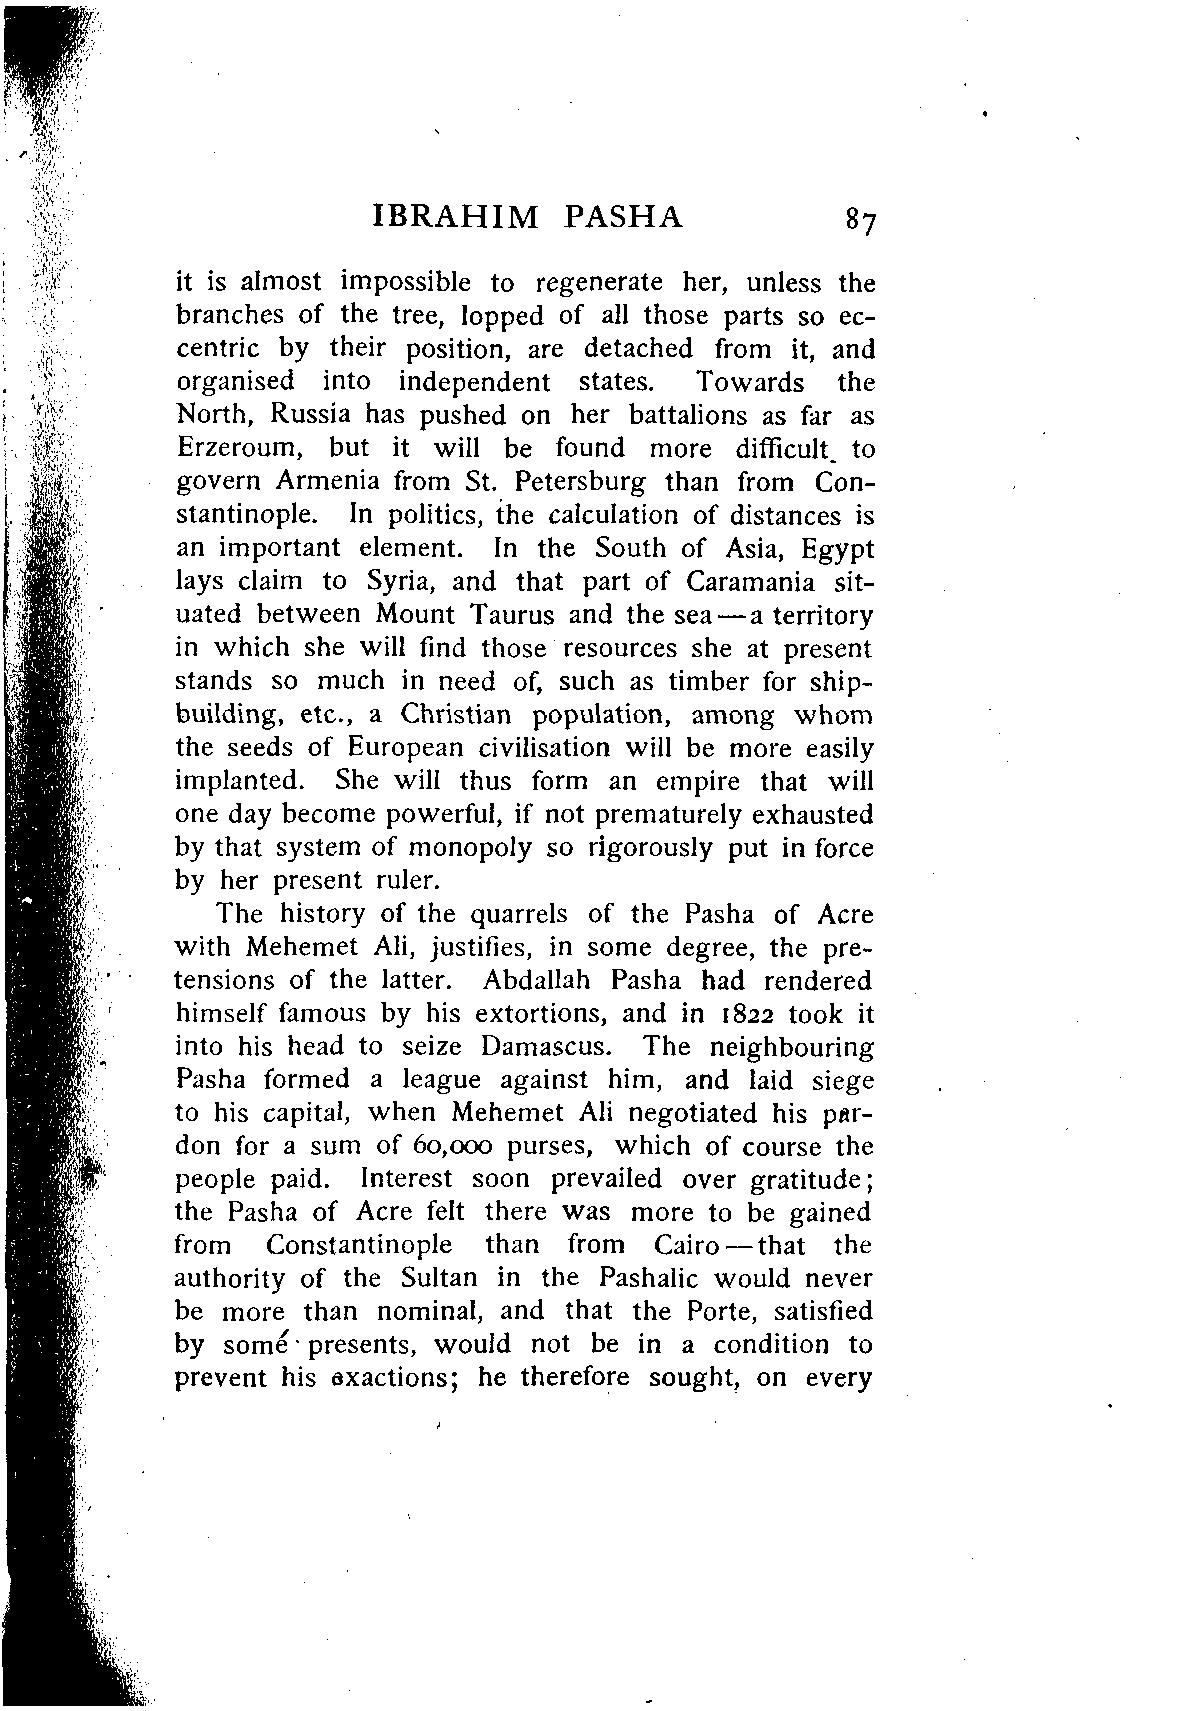 IBRAHIM PASHA 87
it is almost impossible to regenerate her, unless the
branches of the tree, lopped of all those parts so ec-
centric by their position, are detached from it, and
organised into independent states. Towards the
North, Russia has pushed on her battalions as far as
Erzeroum, but it will be found more difficult to
govern Armenia from St. Petersburg than from Con-
stantinople. In politics, the calculation of distances is
an important element. In the South of Asia, Egypt
lays claim to Syria, and that part of Caramania sit-
uated between Mount Taurus and the sea—a territory
in which she will find those resources she at present
stands so much in need of, such as timber for ship-
building, etc., a Christian population, among whom
the seeds of European civilisation will be more easily
implanted. She will thus form an empire that will
one day become powerful, if not prematurely exhausted
by that system of monopoly so rigorously put in force
by her present ruler.
The history of the quarrels of the Pasha of Acre
with Mehemet Ali, justifies, in some degree, the pre-
tensions of the latter. Abdallah Pasha had rendered
himself famous by his extortions, and in 1822 took it
into his head to seize Damascus. The neighbouring
Pasha formed a league against him, and laid siege
to his capital, when Mehemet Ali negotiated his par-
don for a sum of 60,000 purses, which of course the
people paid. Interest soon prevailed over gratitude;
the Pasha of Acre felt there was more to be gained
from Constantinople than from Cairo—that the
authority of the Sultan in the Pashalic would never
be more than nominal, and that the Porte, satisfied
by some presents, would not be in a condition to
prevent his exactions; he therefore sought, on every